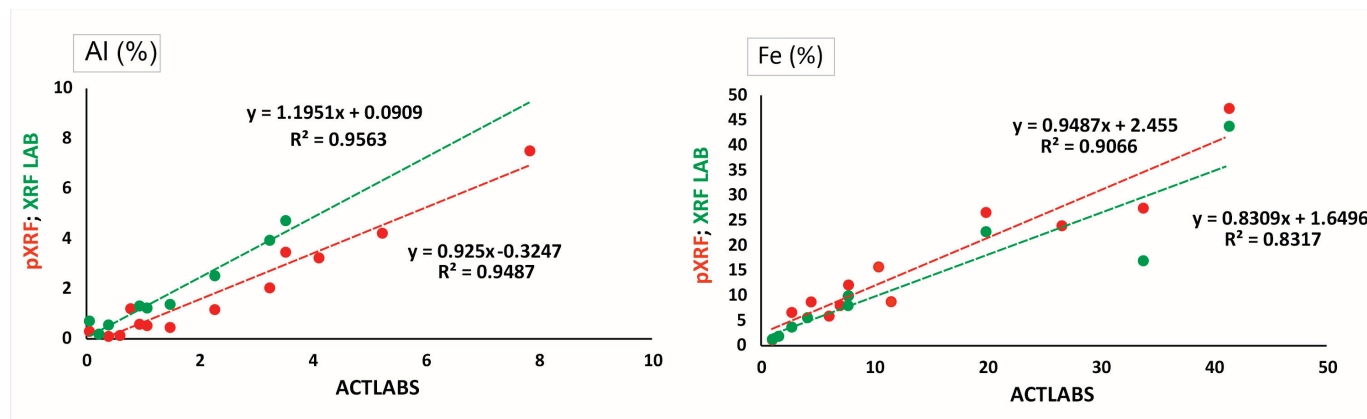 Al (%)
10
8
6
4
2
0
pXRF; XRF LAB
y = 1.1951x + 0.0909
R² = 0.9563
y = 0.925x-0.3247
R² = 0.9487
0 2 4 6 8 10
ACTLABS
Fe (%)
50
45
40
35
30
25
20
15
10
5
0
pXRF; XRF LAB
y = 0.9487x + 2.455
R² = 0.9066
y = 0.8309x + 1.6496
R² = 0.8317
0 10 20 30 40 50
ACTLABS